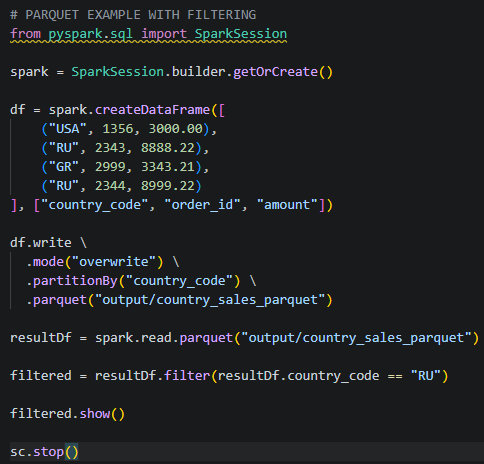 # PARQUET EXAMPLE WITH FILTERING
from pyspark.sql import SparkSession
spark = SparkSession.builder.getOrCreate()
df = spark.createDataFrame([
    ("USA", 1356, 3000.00),
    ("RU", 2343, 8888.22),
    ("GR", 2999, 3343.21),
    ("RU", 2344, 8999.22)
], ["country_code", "order_id", "amount"])
df.write \
  .mode("overwrite") \
  .partitionBy("country_code") \
  .parquet("output/country_sales_parquet")
resultDf = spark.read.parquet("output/country_sales_parquet")
filtered = resultDf.filter(resultDf.country_code == "RU")
filtered.show()
sc.stop()